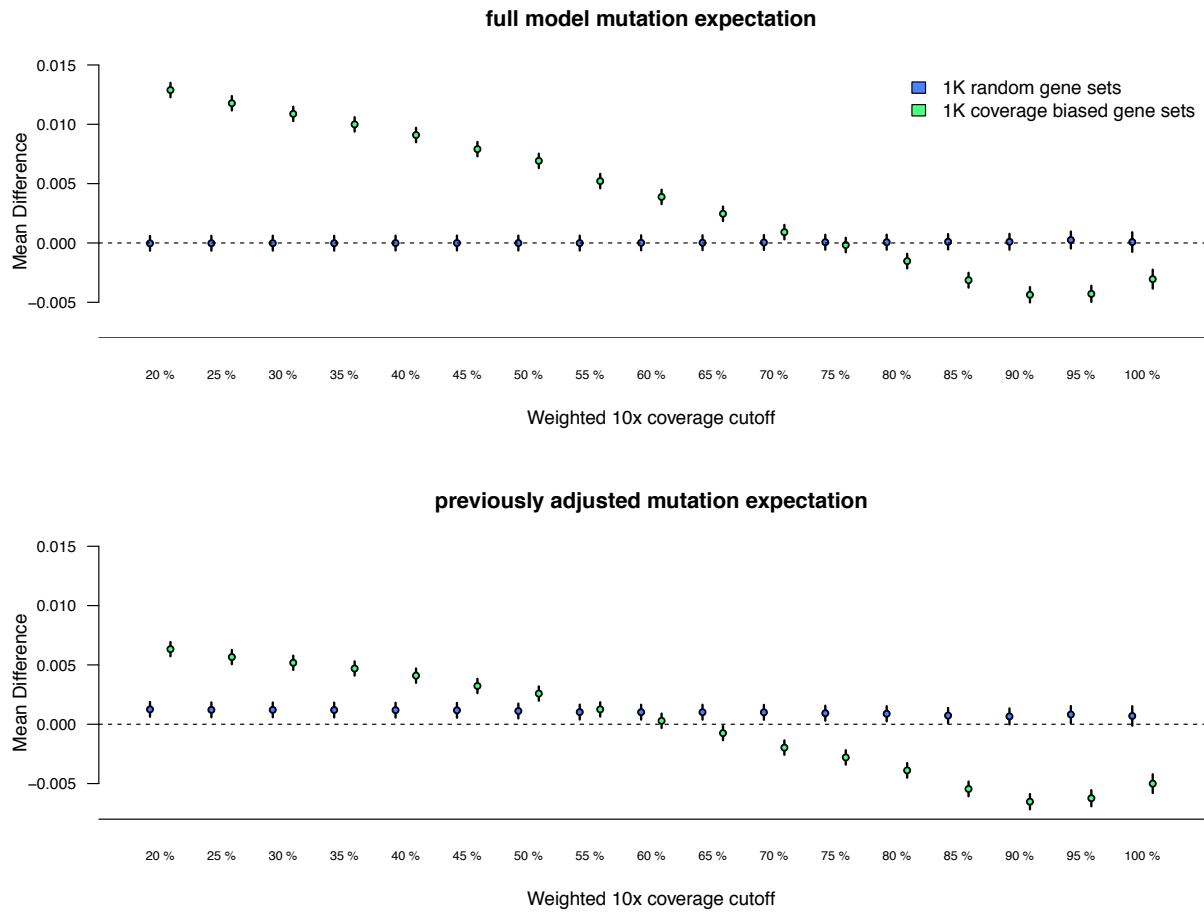 full model mutation expectation
0.015
0.010
0.005
0.000
−0.005
Mean Difference
1K random gene sets
1K coverage biased gene sets
20 % 25 % 30 % 35 % 40 % 45 % 50 % 55 % 60 % 65 % 70 % 75 % 80 % 85 % 90 % 95 % 100 %
Weighted 10x coverage cutoff
previously adjusted mutation expectation
0.015
0.010
0.005
0.000
−0.005
Mean Difference
20 % 25 % 30 % 35 % 40 % 45 % 50 % 55 % 60 % 65 % 70 % 75 % 80 % 85 % 90 % 95 % 100 %
Weighted 10x coverage cutoff